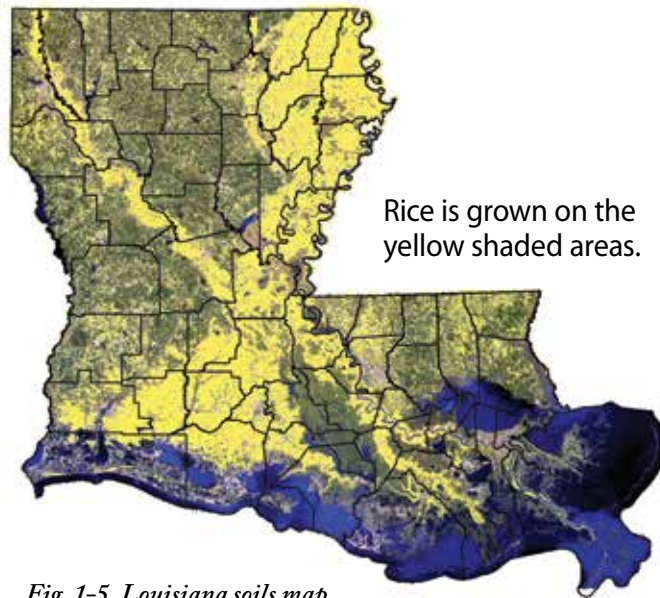 Rice is grown on the
yellow shaded areas.
Fig. 1-5. Louisiana soils map.